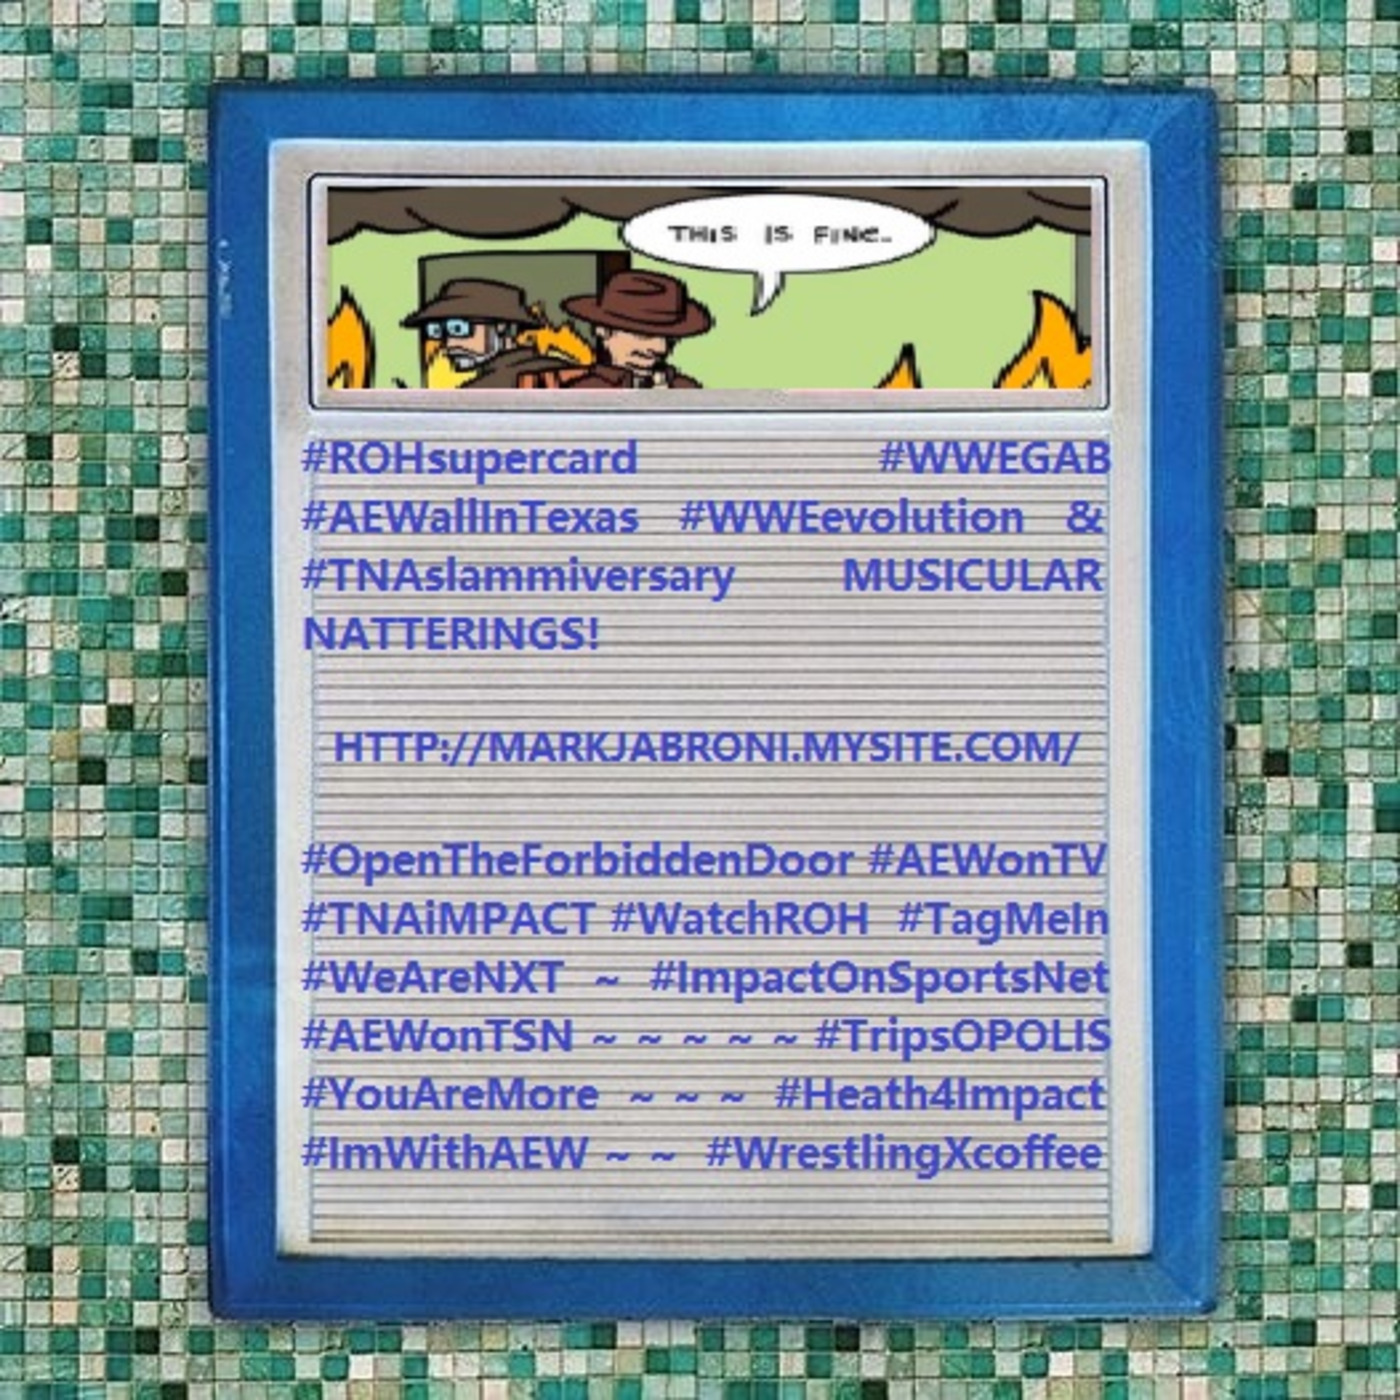 THIS IS FINE.
#ROHsupercard #WWEGAB
#AEWallInTexas #WWEevolution &
#TNAslammiversary MUSICULAR
NATTERINGS!
HTTP://MARKJABRONI.MYSITE.COM/
#OpenTheForbiddenDoor #AEWonTV
#TNAiMPACT #WatchROH #TagMeIn
#WeAreNXT ~ #ImpactOnSportsNet
#AEWonTSN ~ ~ ~ ~ ~ #TripsOPOLIS
#YouAreMore ~ ~ ~ #Heath4Impact
#ImWithAEW ~ ~ #WrestlingXcoffee